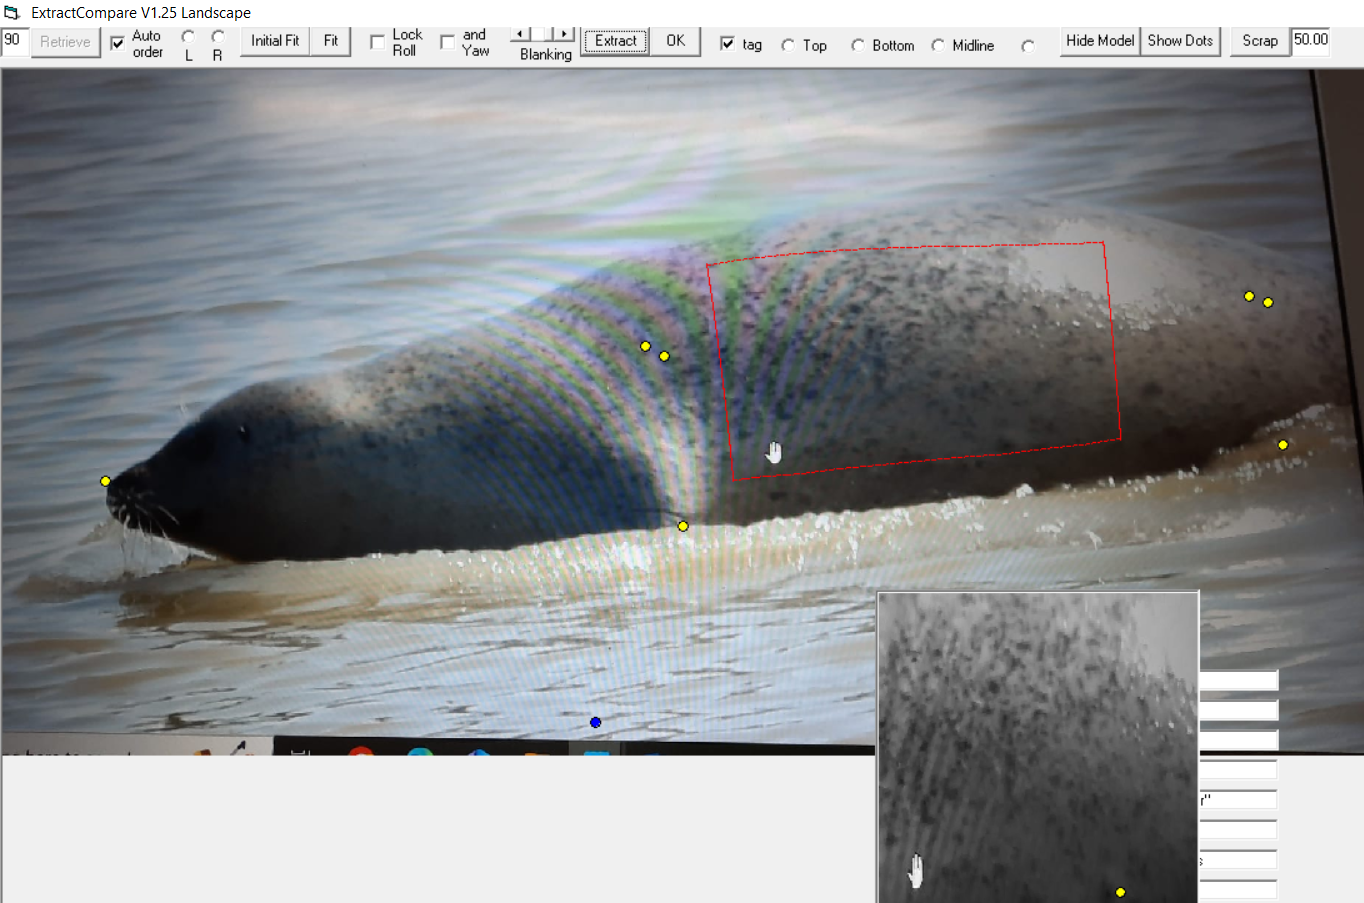 ExtractCompare V1.25 Landscape
90 Retrieve Auto order L R Initial Fit Fit Lock Roll and Yaw Blanking Extract OK tag Top Bottom Midline Hide Model Show Dots Scrap 50.00
r"
s